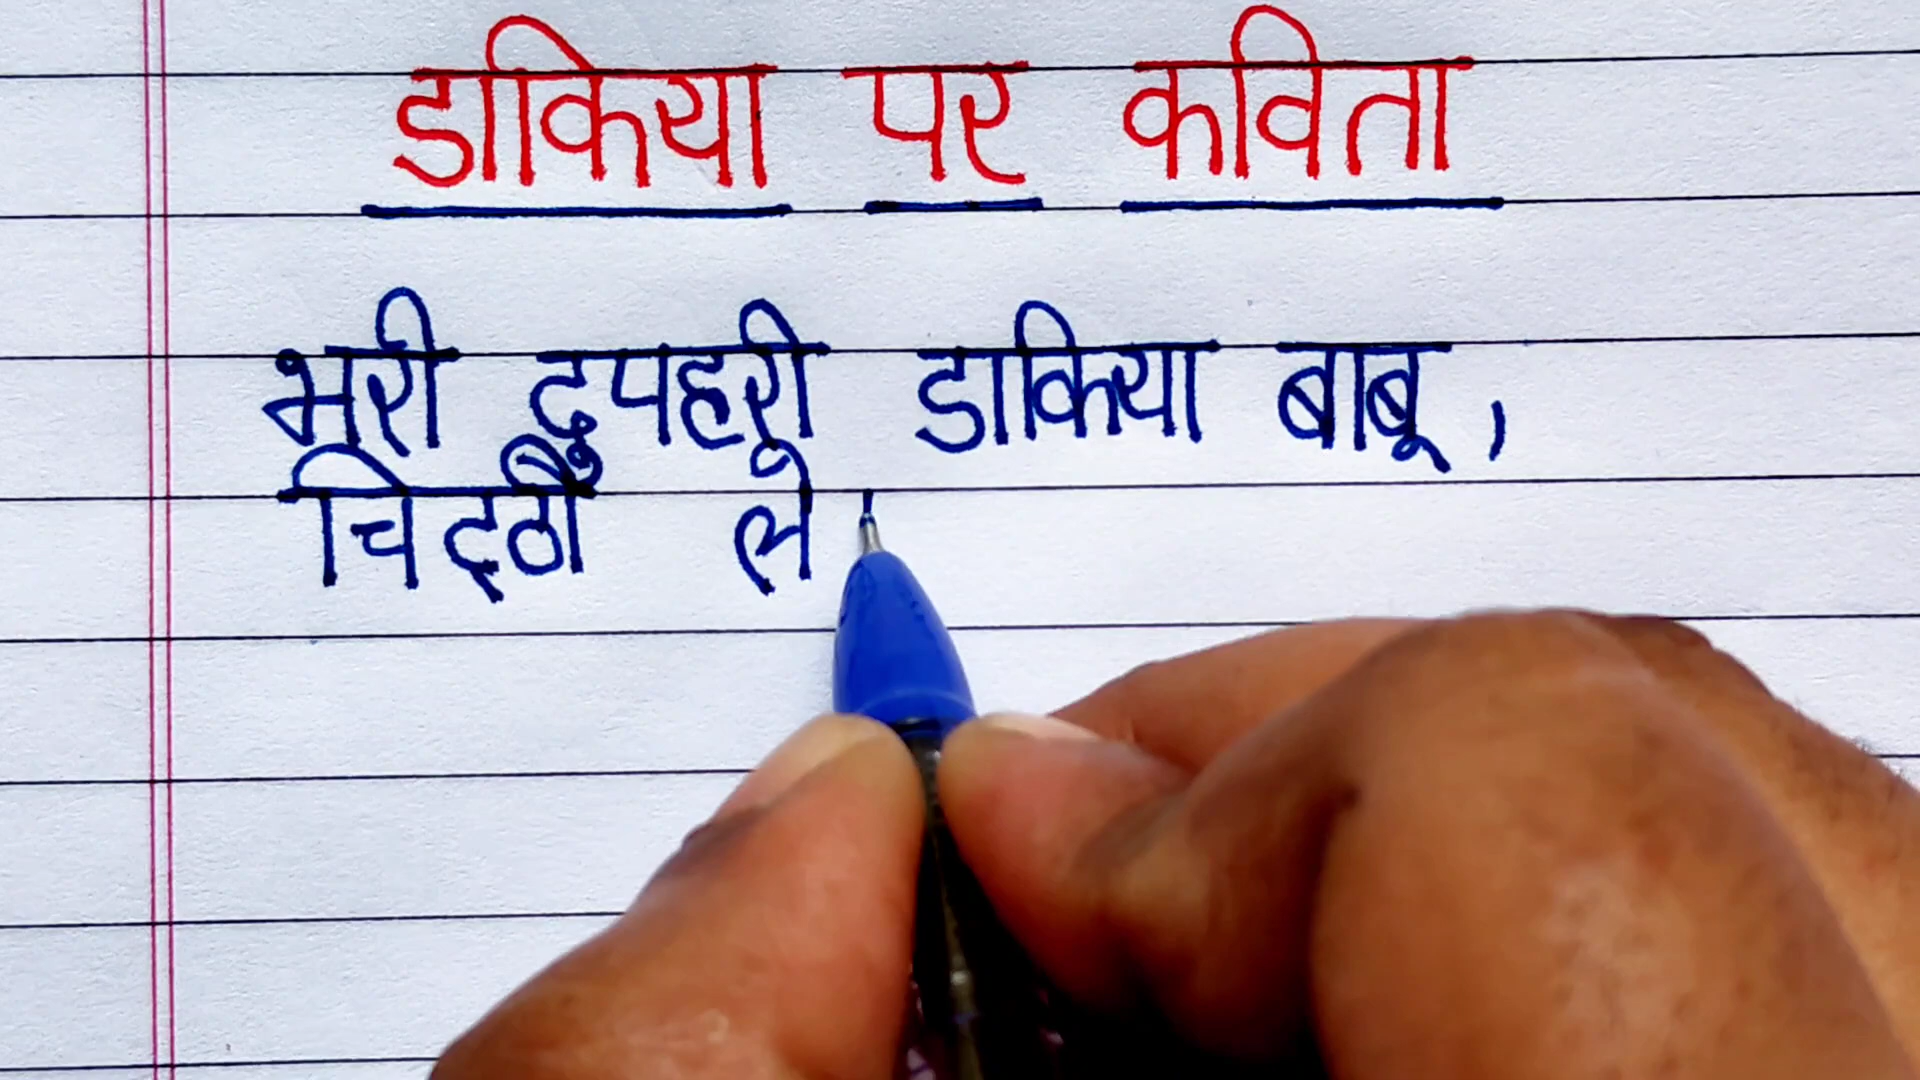 डाकिया पर कविता
भरी दुपहरी डाकिया बाबू,
चिट्ठी ले